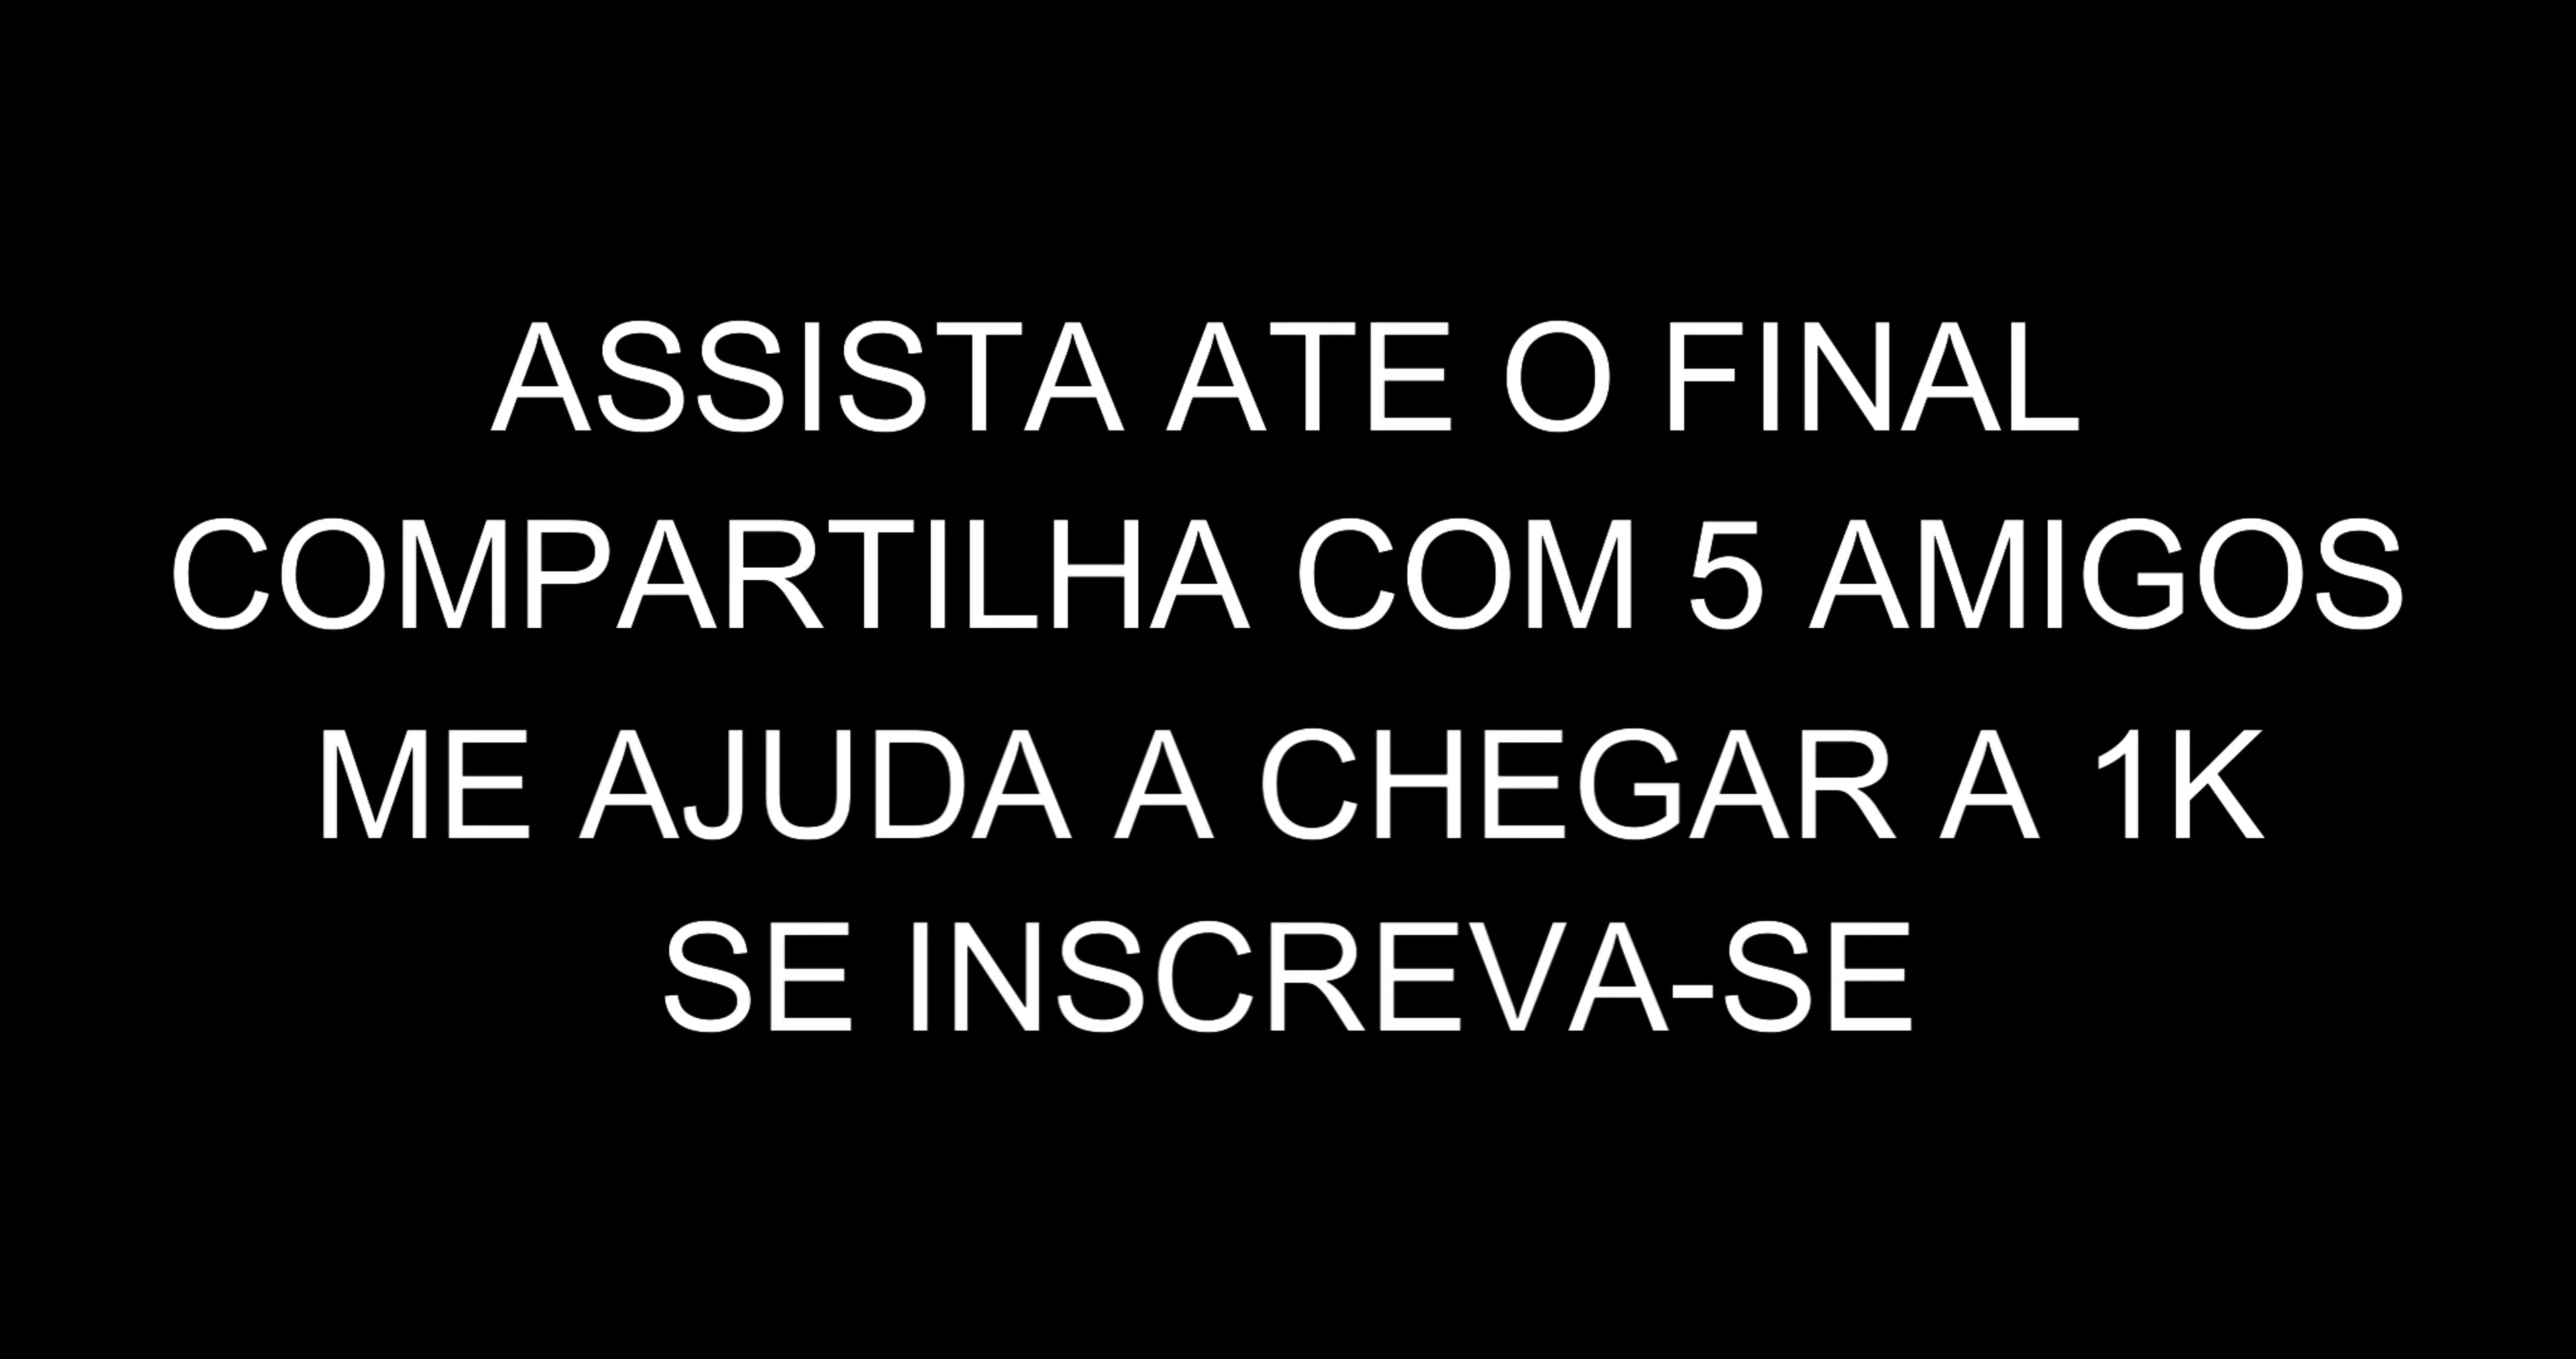 ASSISTA ATE O FINAL
COMPARTILHA COM 5 AMIGOS
ME AJUDA A CHEGAR A 1K
SE INSCREVA-SE